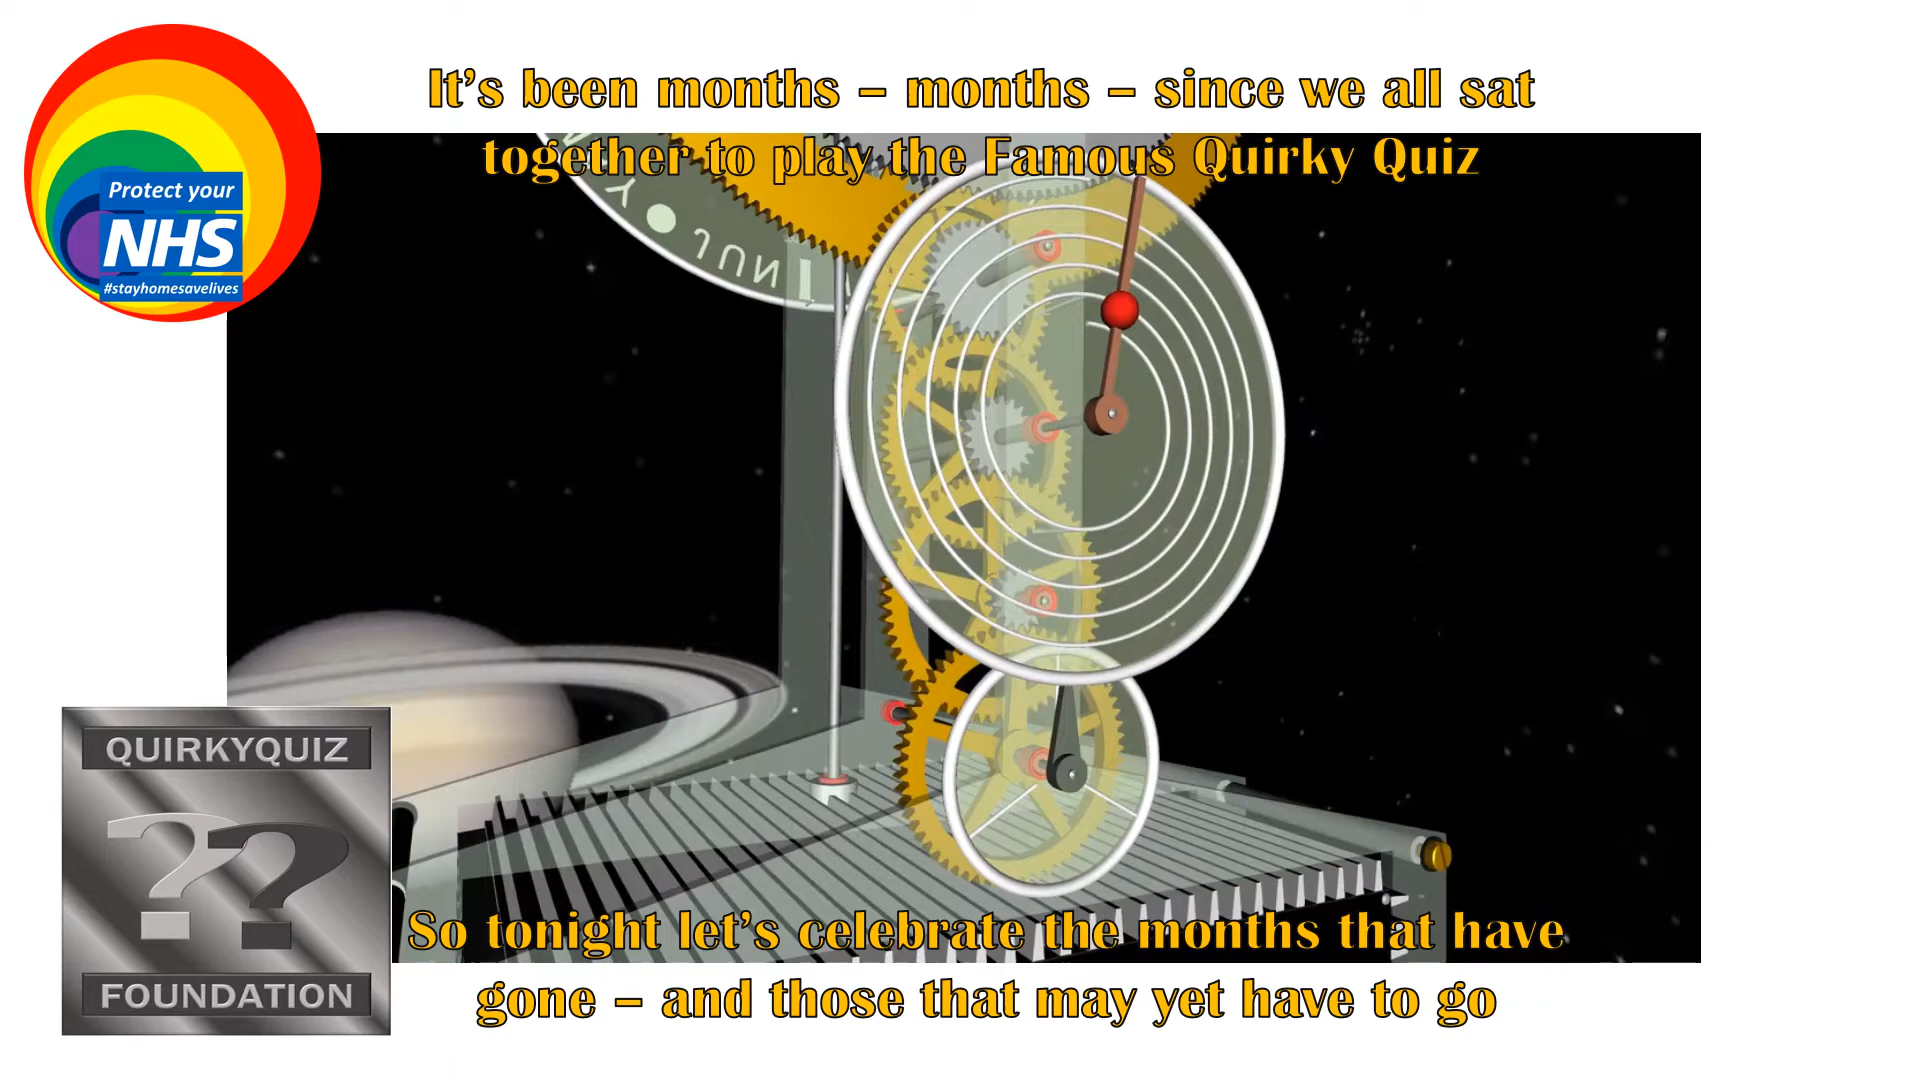 It's been months – months – since we all sat
together to play the Famous Quirky Quiz
Protect your
NHS
#stayhomesavelives
QUIRKYQUIZ
??
FOUNDATION
So tonight let's celebrate the months that have
gone – and those that may yet have to go